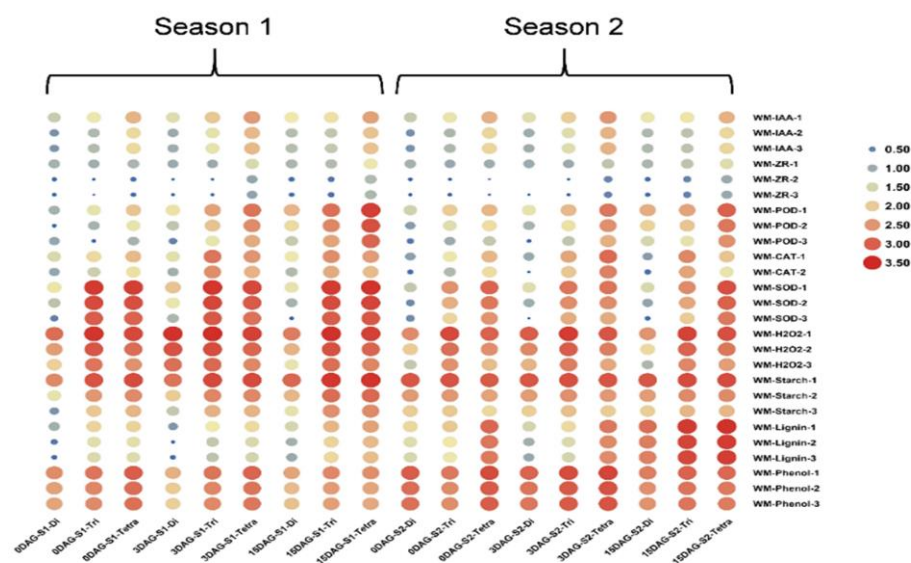 Season 1
Season 2
WM-IAA-1
WM-IAA-2
WM-IAA-3
WM-ZR-1
WM-ZR-2
WM-ZR-3
WM-POD-1
WM-POD-2
WM-POD-3
WM-CAT-1
WM-CAT-2
WM-SOD-1
WM-SOD-2
WM-SOD-3
WM-H2O2-1
WM-H2O2-2
WM-H2O2-3
WM-Starch-1
WM-Starch-2
WM-Starch-3
WM-Lignin-1
WM-Lignin-2
WM-Lignin-3
WM-Phenol-1
WM-Phenol-2
WM-Phenol-3
0.50
1.00
1.50
2.00
2.50
3.00
3.50
0DAG-S1-Di
0DAG-S1-Tri
0DAG-S1-Tetra
3DAG-S1-Di
3DAG-S1-Tri
3DAG-S1-Tetra
15DAG-S1-Di
15DAG-S1-Tri
15DAG-S1-Tetra
0DAG-S2-Di
0DAG-S2-Tri
0DAG-S2-Tetra
3DAG-S2-Di
3DAG-S2-Tri
3DAG-S2-Tetra
15DAG-S2-Di
15DAG-S2-Tri
15DAG-S2-Tetra